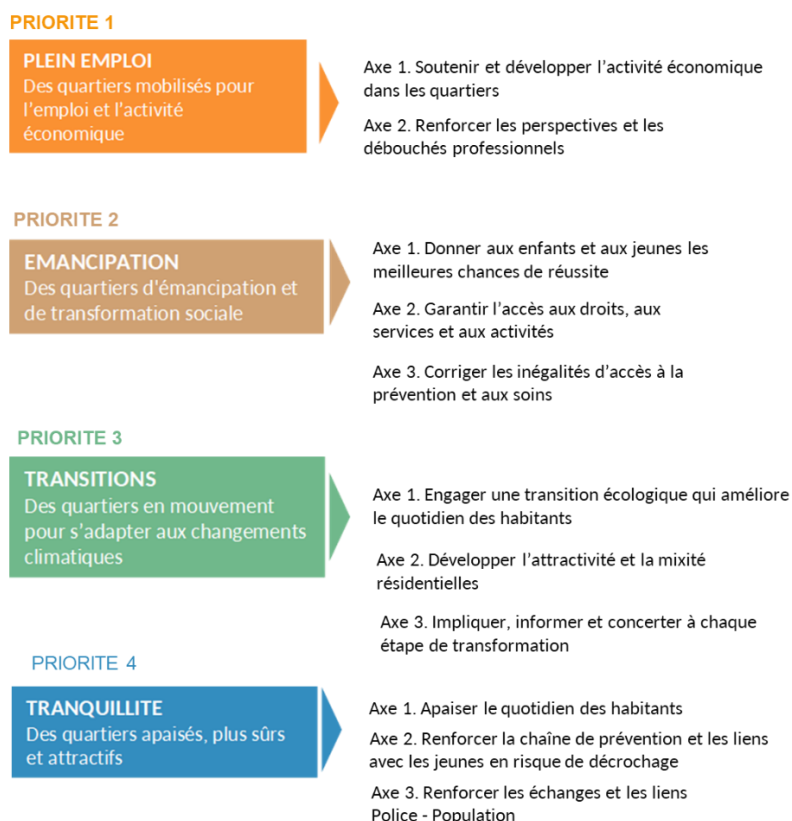 PRIORITE 1
PLEIN EMPLOI
Des quartiers mobilisés pour
l'emploi et l'activité
économique
Axe 1. Soutenir et développer l'activité économique
dans les quartiers
Axe 2. Renforcer les perspectives et les
débouchés professionnels
PRIORITE 2
EMANCIPATION
Des quartiers d'émancipation et
de transformation sociale
Axe 1. Donner aux enfants et aux jeunes les
meilleures chances de réussite
Axe 2. Garantir l'accès aux droits, aux
services et aux activités
Axe 3. Corriger les inégalités d'accès à la
prévention et aux soins
PRIORITE 3
TRANSITIONS
Des quartiers en mouvement
pour s'adapter aux changements
climatiques
Axe 1. Engager une transition écologique qui améliore
le quotidien des habitants
Axe 2. Développer l'attractivité et la mixité
résidentielles
Axe 3. Impliquer, informer et concerter à chaque
étape de transformation
PRIORITE 4
TRANQUILLITE
Des quartiers apaisés, plus sûrs
et attractifs
Axe 1. Apaiser le quotidien des habitants
Axe 2. Renforcer la chaîne de prévention et les liens
avec les jeunes en risque de décrochage
Axe 3. Renforcer les échanges et les liens
Police - Population